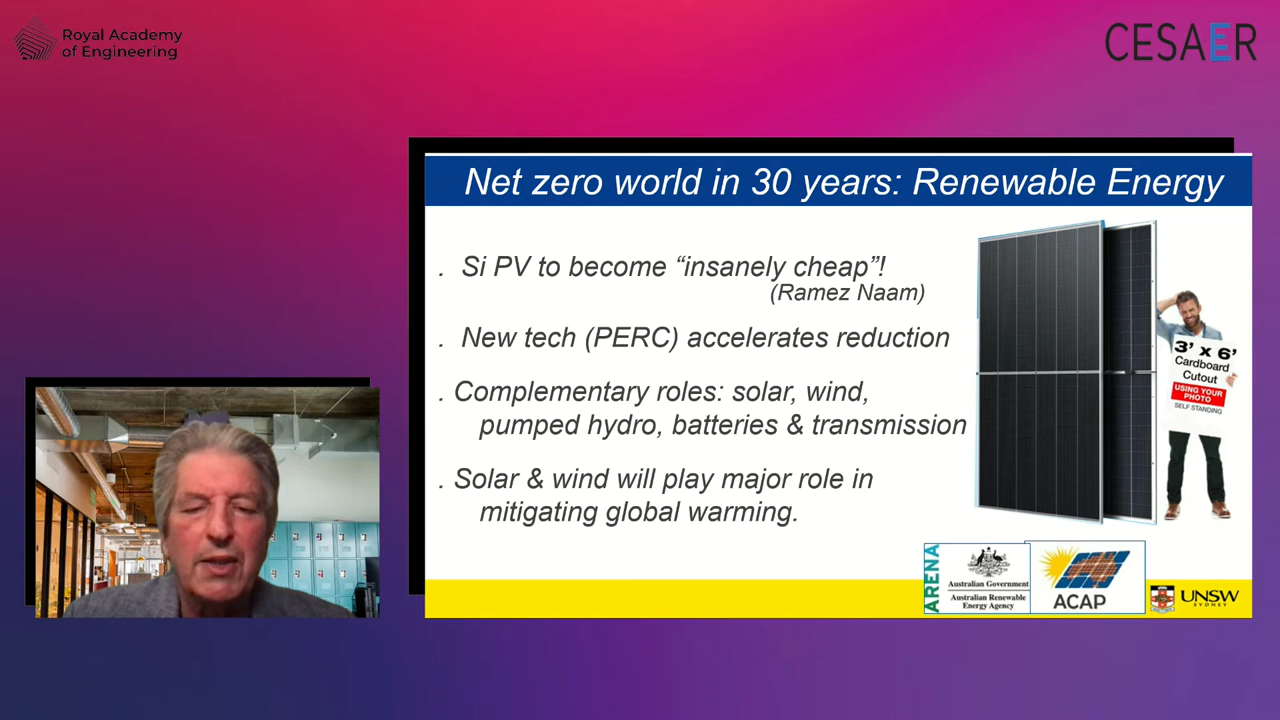 Royal Academy
of Engineering
CESAER
Net zero world in 30 years: Renewable Energy
. Si PV to become “insanely cheap”!
(Ramez Naam)
. New tech (PERC) accelerates reduction
. Complementary roles: solar, wind,
pumped hydro, batteries & transmission
. Solar & wind will play major role in
mitigating global warming.
3’ x 6’
Cardboard
Cutout
USING YOUR
PHOTO
SELF STANDING
ARENA
Australian Government
Australian Renewable
Energy Agency
ACAP
UNSW
SYDNEY